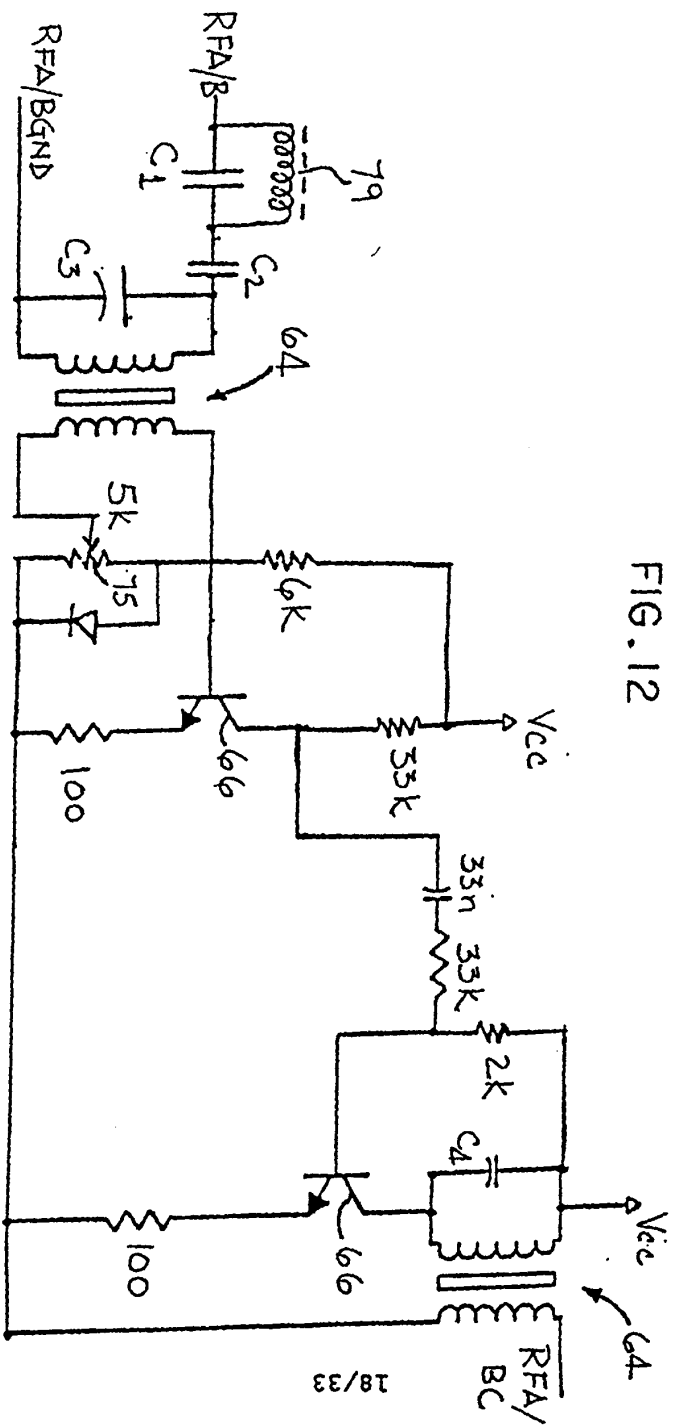 FIG.12
RFA/B
RFA/BGND
79
C1
C2
C3
64
5k
75
6K
Vcc
33k
66
100
33n
33k
2K
C4
Vcc
66
100
64
RFA/
BC
18/33